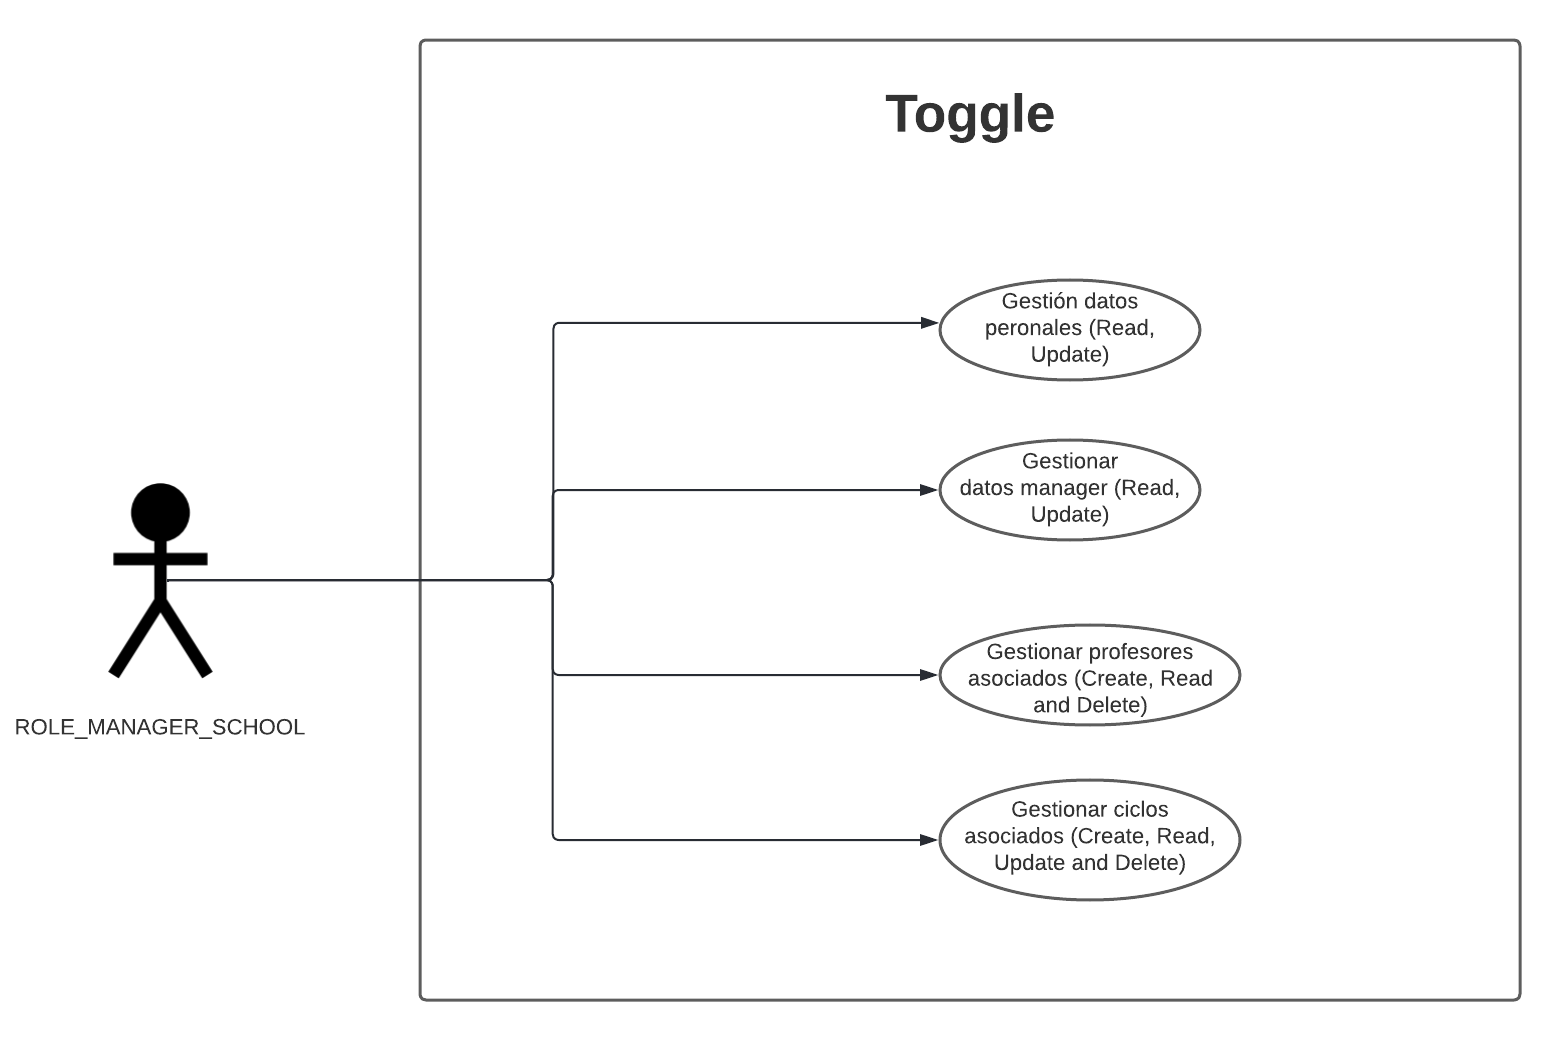 Toggle
Gestión datos
peronales (Read,
Update)
Gestionar
datos manager (Read,
Update)
Gestionar profesores
asociados (Create, Read
and Delete)
ROLE_MANAGER_SCHOOL
Gestionar ciclos
asociados (Create, Read,
Update and Delete)